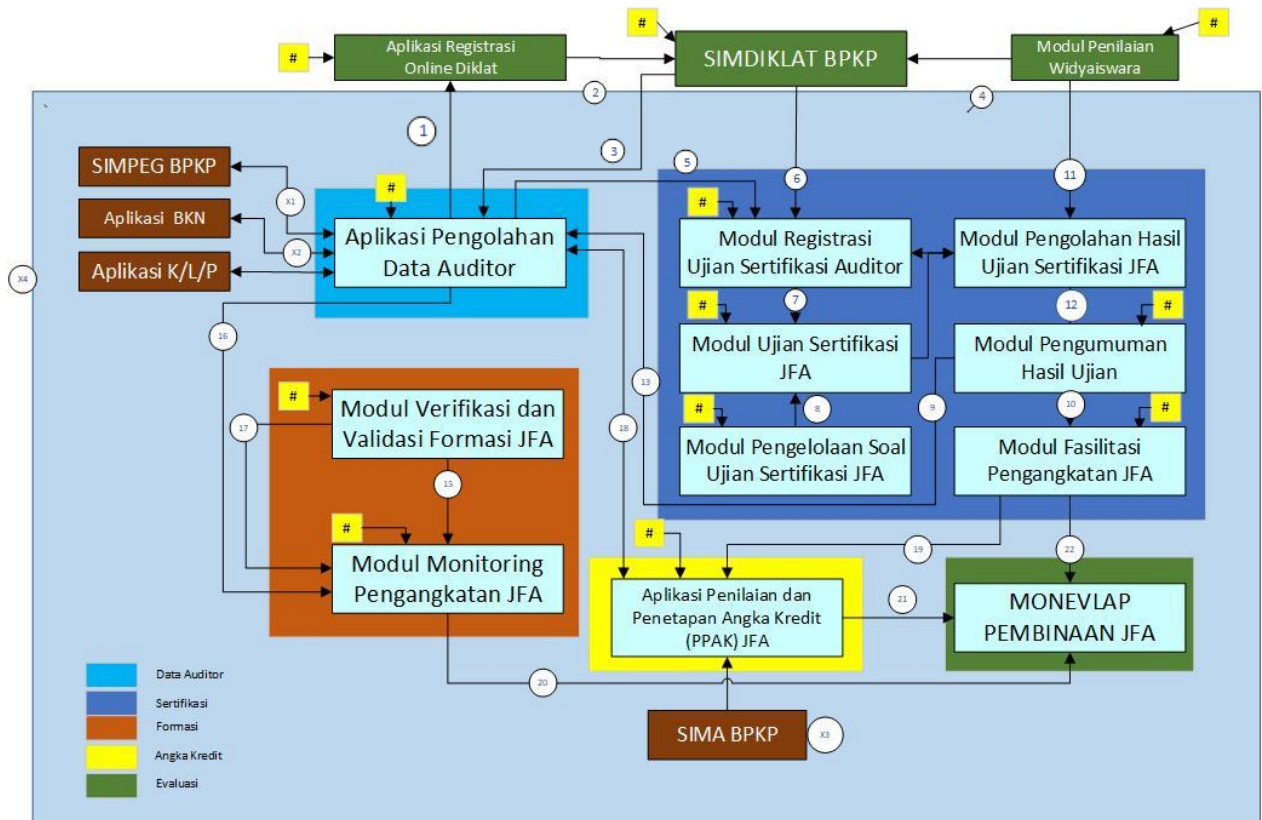 #
#
#
Aplikasi Registrasi
Online Diklat
SIMDIKLAT BPKP
Modul Penilaian
Widyaiswara
2
4
1
3
5
6
11
SIMPEG BPKP
X1
Aplikasi BKN
X2
Aplikasi K/L/P
X4
#
Aplikasi Pengolahan
Data Auditor
#
Modul Registrasi
Ujian Sertifikasi Auditor
Modul Pengolahan Hasil
Ujian Sertifikasi JFA
7
12
#
#
Modul Ujian Sertifikasi
JFA
Modul Pengumuman
Hasil Ujian
16
13
8
9
10
#
#
Modul Pengelolaan Soal
Ujian Sertifikasi JFA
Modul Fasilitasi
Pengangkatan JFA
#
Modul Verifikasi dan
Validasi Formasi JFA
17
18
15
#
Modul Monitoring
Pengangkatan JFA
#
19
22
Aplikasi Penilaian dan
Penetapan Angka Kredit
(PPAK) JFA
21
MONEVLAP
PEMBINAAN JFA
20
SIMA BPKP
X3
Data Auditor
Sertifikasi
Formasi
Angka Kredit
Evaluasi